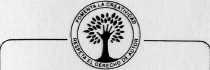 FOMENTA LA CREATIVIDAD
RESPETA EL DERECHO DE AUTOR